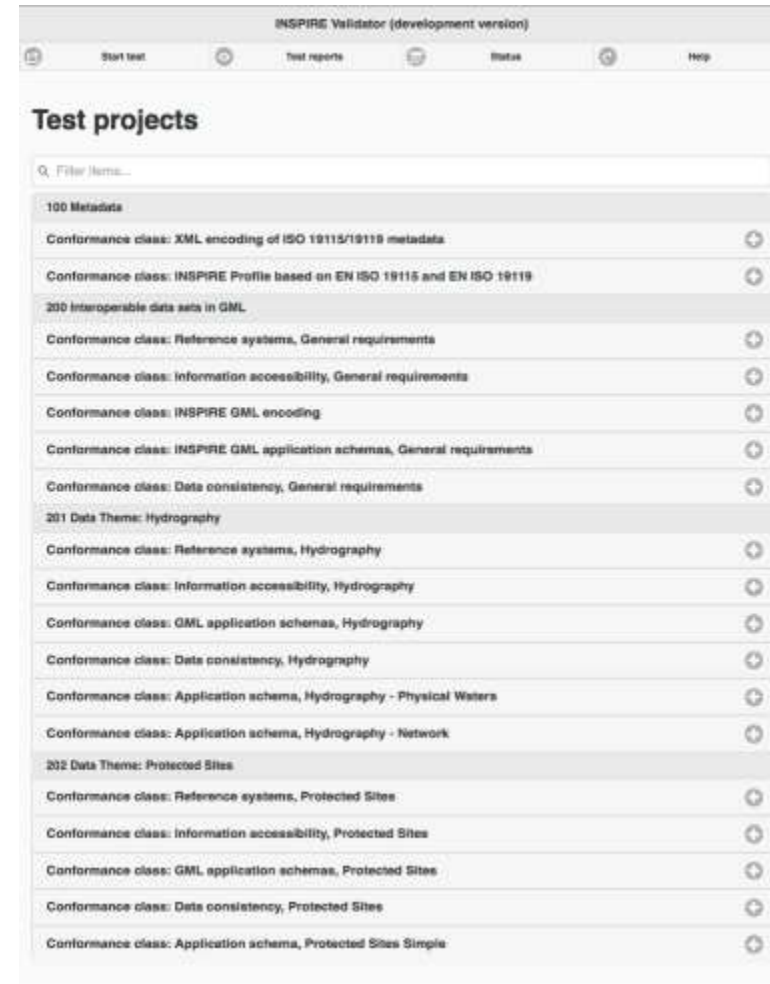 INSPIRE Validator (development version)
Start test
Test reports
Status
Help
Test projects
Filter items...
100 Metadata
Conformance class: XML encoding of ISO 19115/19119 metadata
Conformance class: INSPIRE Profile based on EN ISO 19115 and EN ISO 19119
200 Interoperable data sets in GML
Conformance class: Reference systems, General requirements
Conformance class: Information accessibility, General requirements
Conformance class: INSPIRE GML encoding
Conformance class: INSPIRE GML application schemas, General requirements
Conformance class: Data consistency, General requirements
201 Data Theme: Hydrography
Conformance class: Reference systems, Hydrography
Conformance class: Information accessibility, Hydrography
Conformance class: GML application schemas, Hydrography
Conformance class: Data consistency, Hydrography
Conformance class: Application schema, Hydrography - Physical Waters
Conformance class: Application schema, Hydrography - Network
202 Data Theme: Protected Sites
Conformance class: Reference systems, Protected Sites
Conformance class: Information accessibility, Protected Sites
Conformance class: GML application schemas, Protected Sites
Conformance class: Data consistency, Protected Sites
Conformance class: Application schema, Protected Sites Simple